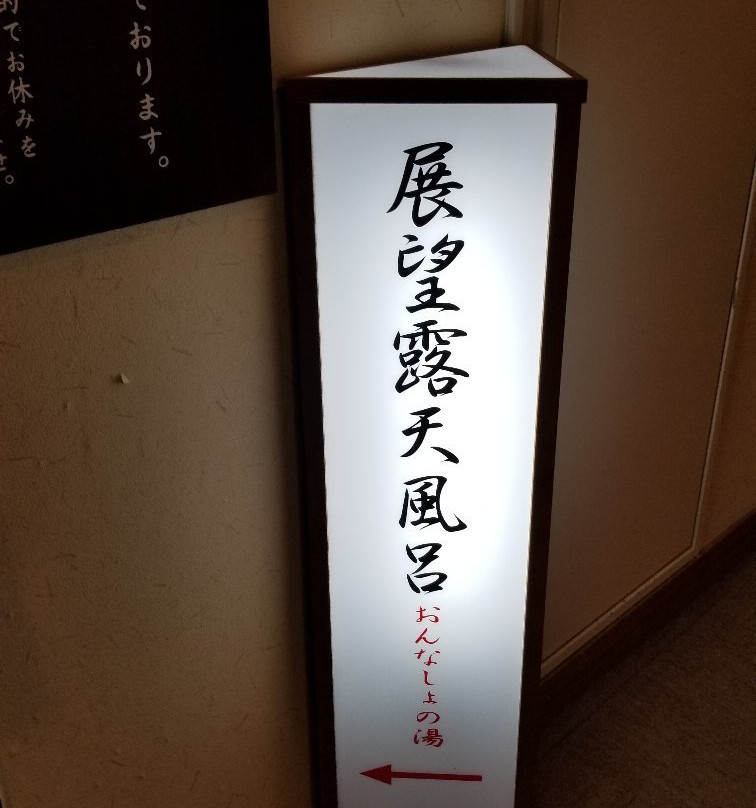 ております。
的でお休みを
展望露天風呂
おんなしょの湯